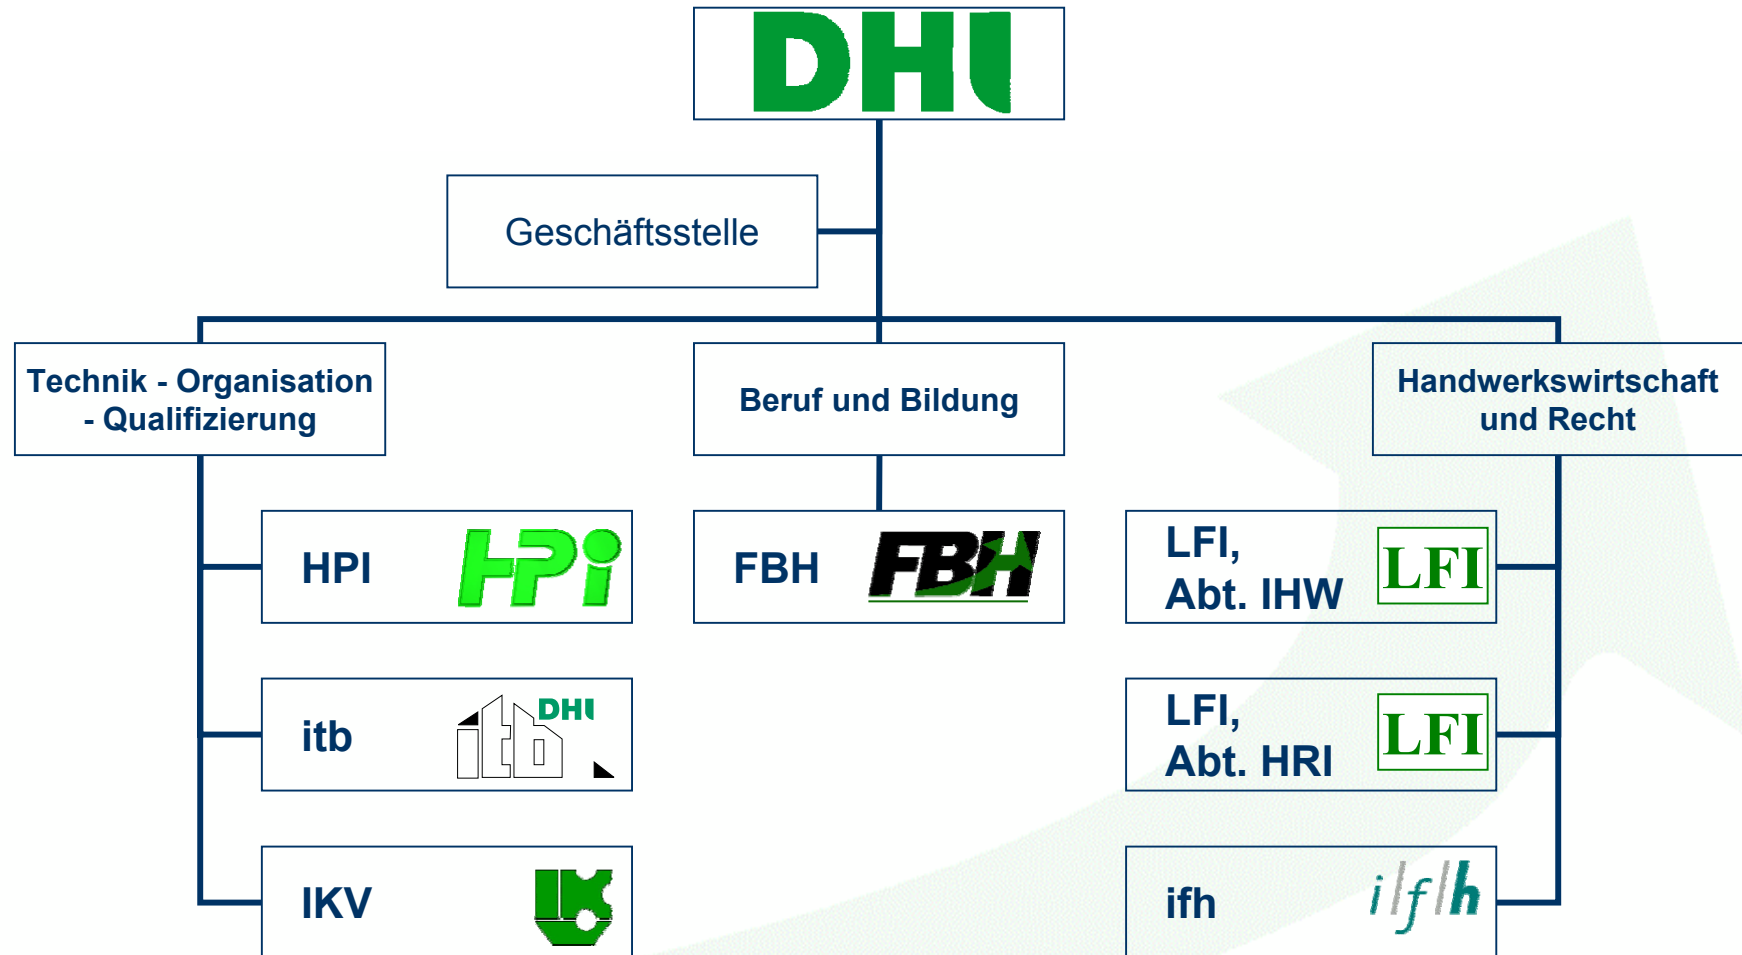 DHI
Geschäftsstelle
Technik - Organisation
- Qualifizierung
Beruf und Bildung
Handwerkswirtschaft
und Recht
HPI
HPi
FBH
FBH
LFI,
Abt. IHW
LFI
itb
itb
DHI
LFI,
Abt. HRI
LFI
IKV
IKV
ifh
i|f|h